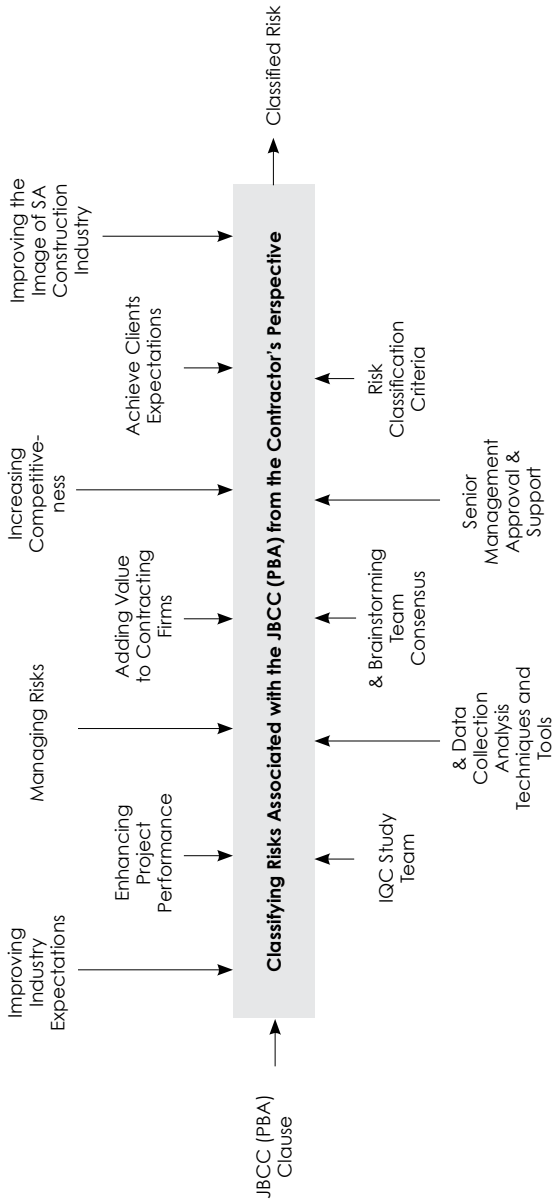 JBCC (PBA)
Clause
Improving
Industry
Expectations
Enhancing
Project
Performance
Managing Risks
Adding Value
to Contracting
Firms
Increasing
Competitive-
ness
Achieve Clients
Expectations
Improving the
Image of SA
Construction
Industry
Classifying Risks Associated with the JBCC (PBA) from the Contractor's Perspective
Classified Risk
IQC Study
Team
& Data
Collection
Analysis
Techniques and
Tools
& Brainstorming
Team
Consensus
Senior
Management
Approval &
Support
Risk
Classification
Criteria